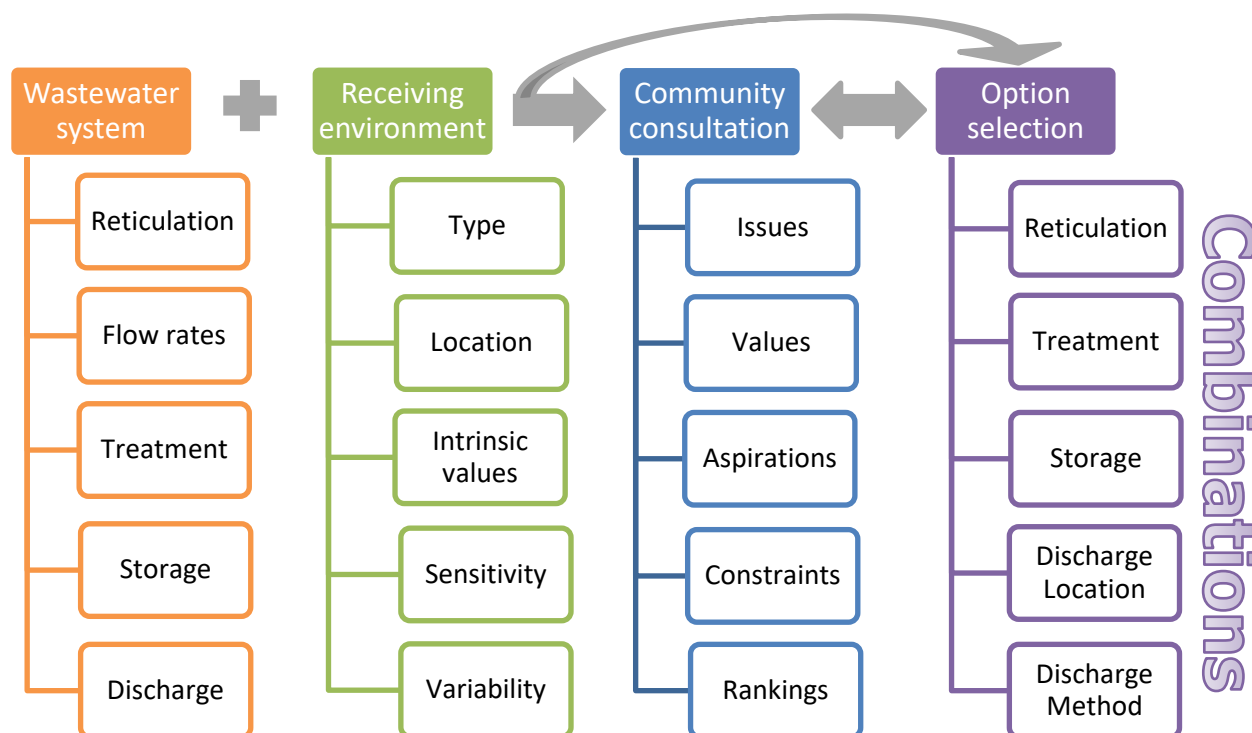 Wastewater
system
Reticulation
Flow rates
Treatment
Storage
Discharge
Receiving
environment
Type
Location
Intrinsic
values
Sensitivity
Variability
Community
consultation
Issues
Values
Aspirations
Constraints
Rankings
Option
selection
Reticulation
Treatment
Storage
Discharge
Location
Discharge
Method
Combinations